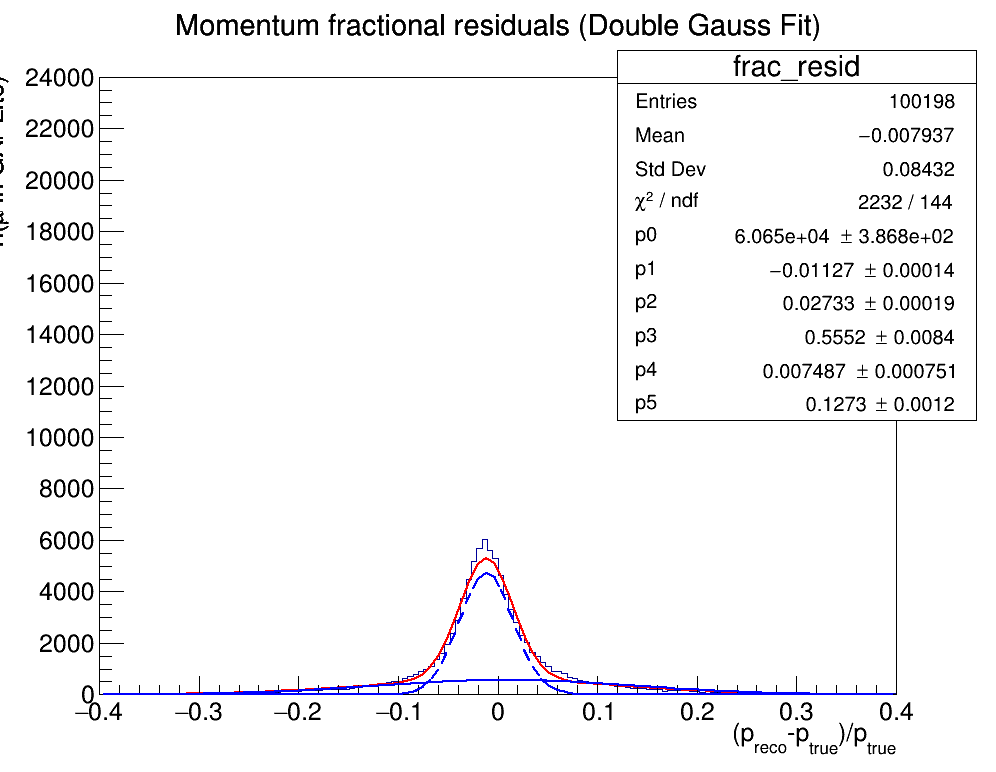 Momentum fractional residuals (Double Gauss Fit)
frac_resid
Entries 100198
Mean −0.007937
Std Dev 0.08432
χ² / ndf 2232 / 144
p0 6.065e+04 ± 3.868e+02
p1 −0.01127 ± 0.00014
p2 0.02733 ± 0.00019
p3 0.5552 ± 0.0084
p4 0.007487 ± 0.000751
p5 0.1273 ± 0.0012
24000
22000
20000
18000
16000
14000
12000
10000
8000
6000
4000
2000
0
−0.4 −0.3 −0.2 −0.1 0 0.1 0.2 0.3 0.4
(p_reco-p_true)/p_true